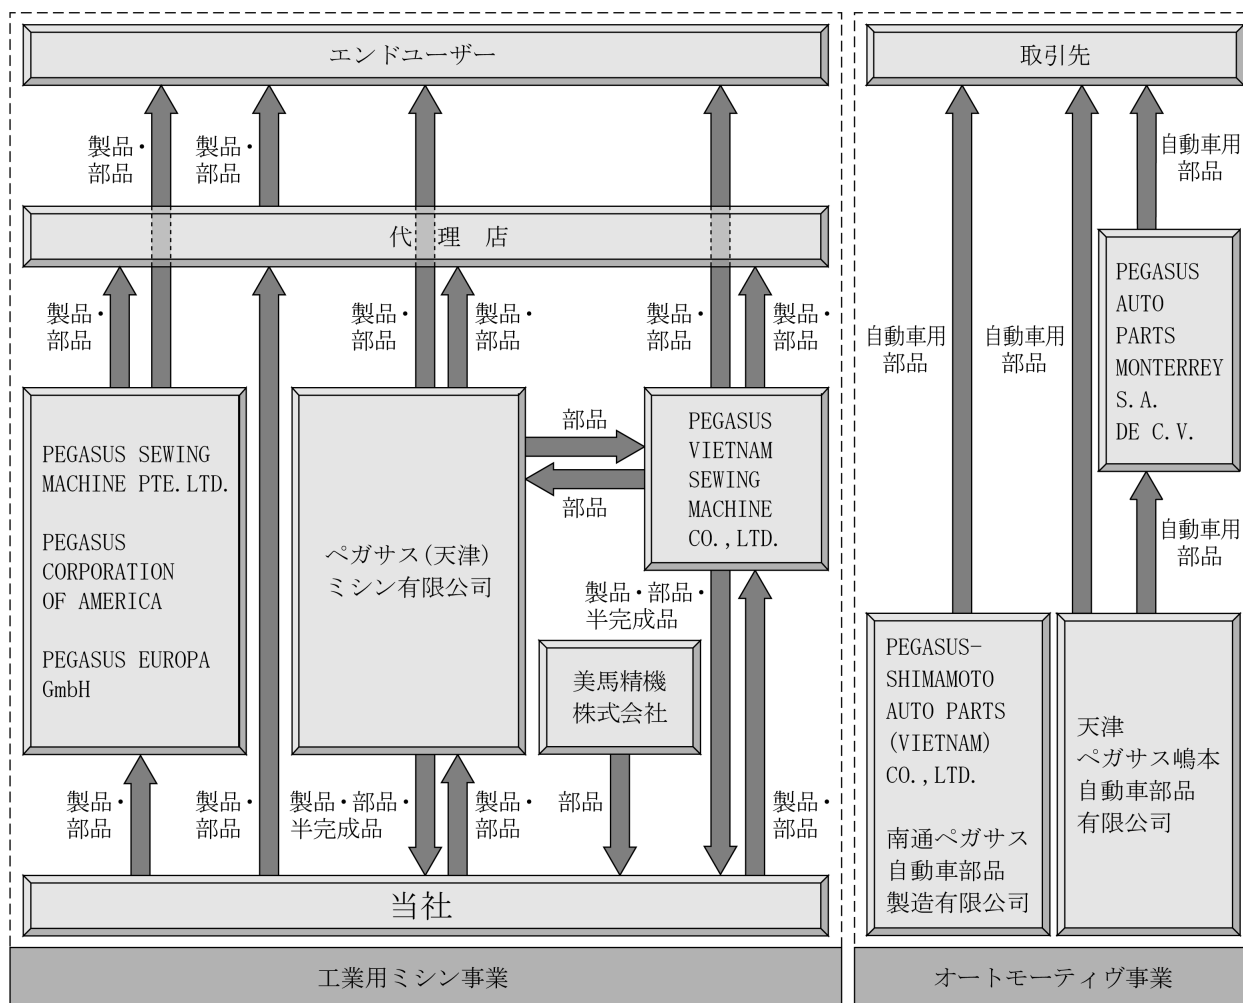 エンドユーザー
製品・
部品
製品・
部品
代 理 店
製品・
部品
製品・
部品
製品・
部品
製品・
部品
製品・
部品
PEGASUS SEWING
MACHINE PTE.LTD.
PEGASUS
CORPORATION
OF AMERICA
PEGASUS EUROPA
GmbH
ペガサス(天津)
ミシン有限公司
部品
部品
PEGASUS
VIETNAM
SEWING
MACHINE
CO.,LTD.
製品・部品・
半完成品
美馬精機
株式会社
製品・
部品
製品・
部品
製品・部品・
半完成品
製品・
部品
部品
製品・
部品
当社
工業用ミシン事業
取引先
自動車用
部品
PEGASUS
AUTO
PARTS
MONTERREY
S.A.
DE C.V.
自動車用
部品
自動車用
部品
自動車用
部品
PEGASUS-
SHIMAMOTO
AUTO PARTS
(VIETNAM)
CO.,LTD.
南通ペガサス
自動車部品
製造有限公司
天津
ペガサス嶋本
自動車部品
有限公司
オートモーティヴ事業